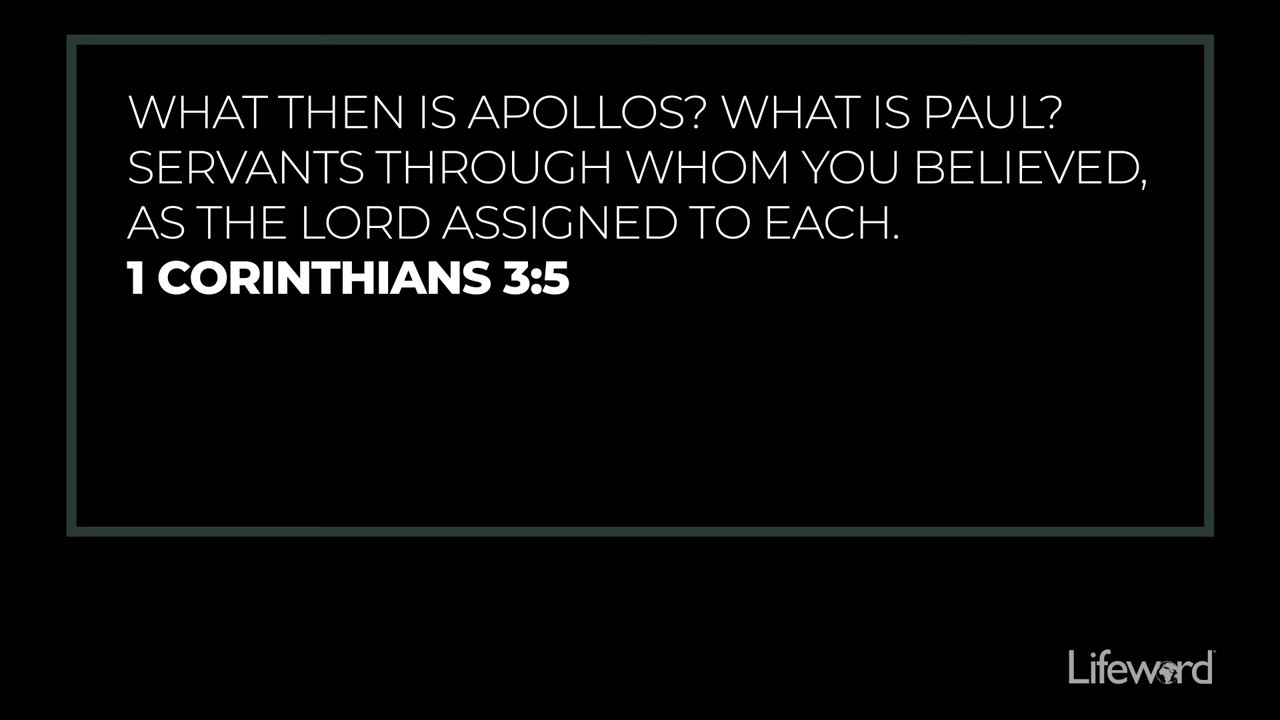 WHAT THEN IS APOLLOS? WHAT IS PAUL?
SERVANTS THROUGH WHOM YOU BELIEVED,
AS THE LORD ASSIGNED TO EACH.
1 CORINTHIANS 3:5
Lifeword